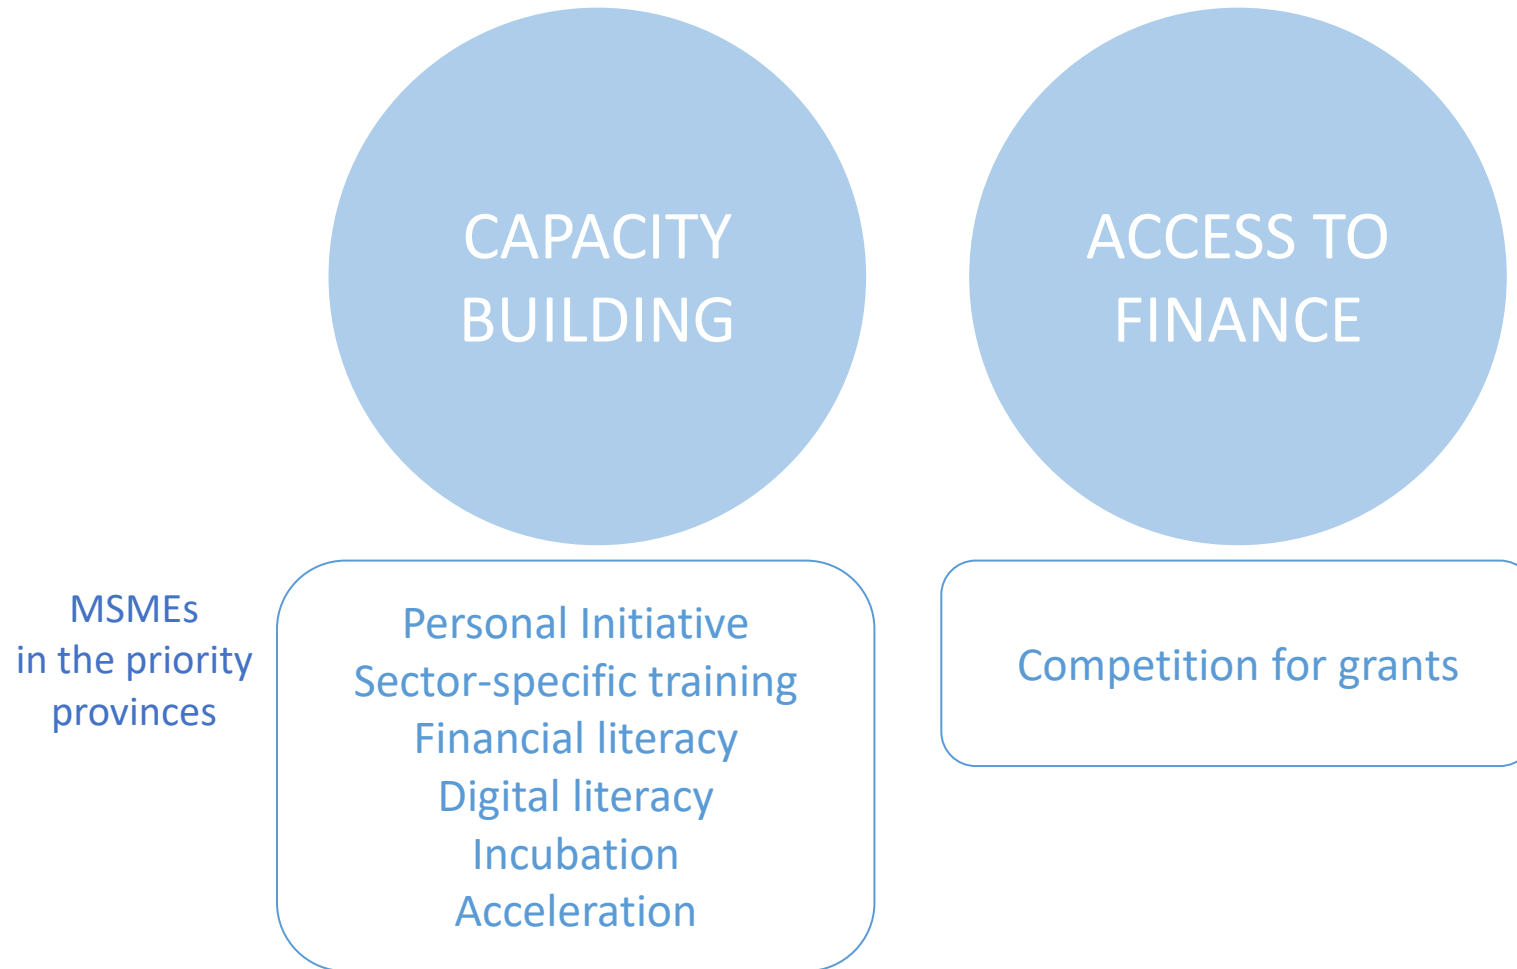 CAPACITY
BUILDING
ACCESS TO
FINANCE
MSMEs
in the priority
provinces
Personal Initiative
Sector-specific training
Financial literacy
Digital literacy
Incubation
Acceleration
Competition for grants